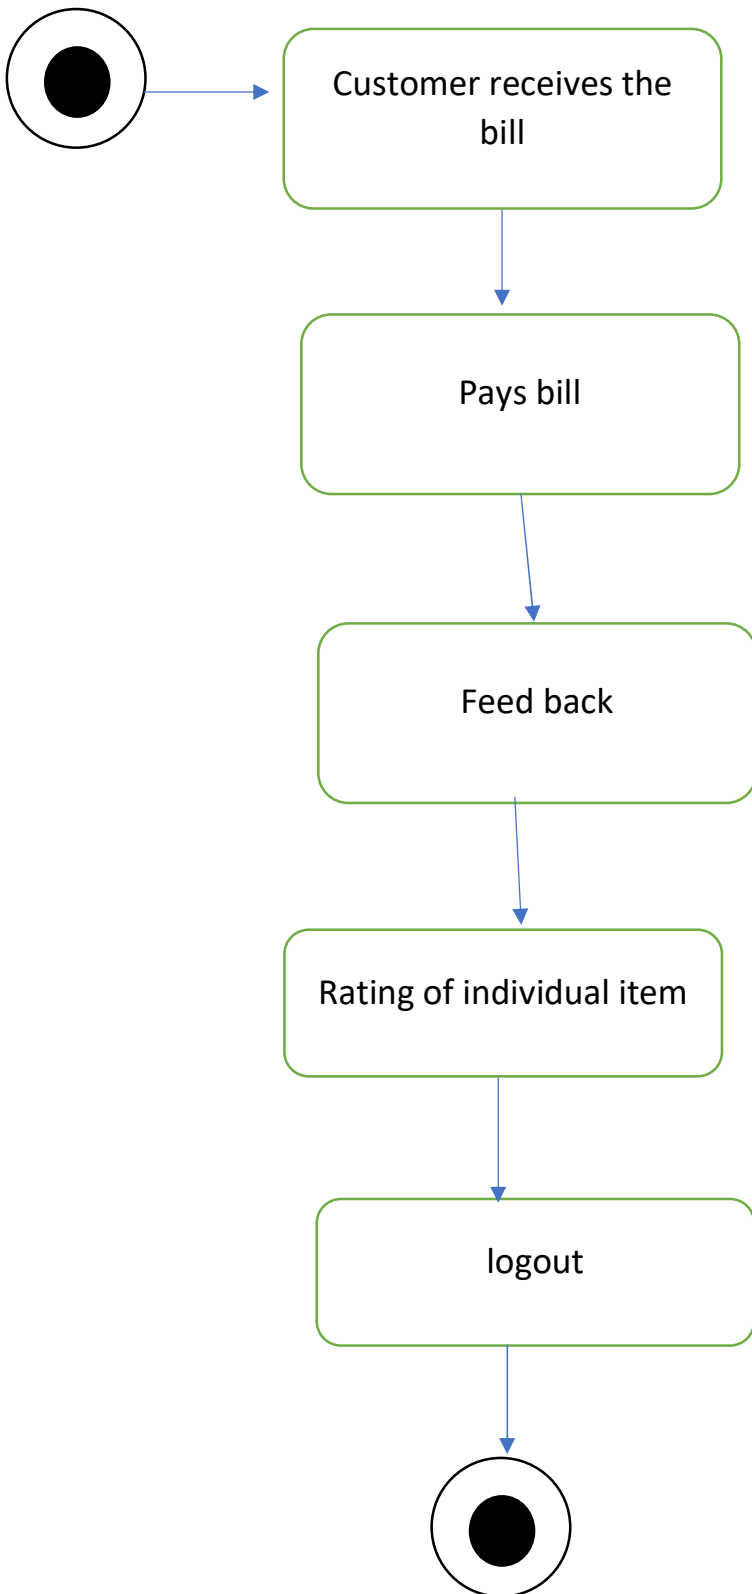 Customer receives the
bill
Pays bill
Feed back
Rating of individual item
logout